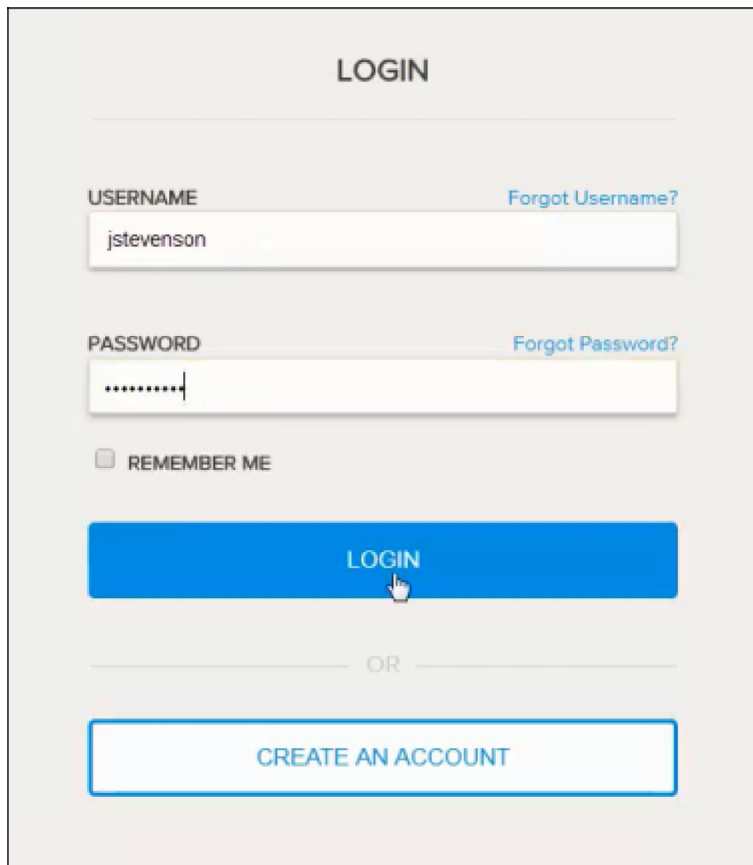 LOGIN
USERNAME Forgot Username?
jstevenson
PASSWORD Forgot Password?
••••••••••
REMEMBER ME
LOGIN
OR
CREATE AN ACCOUNT